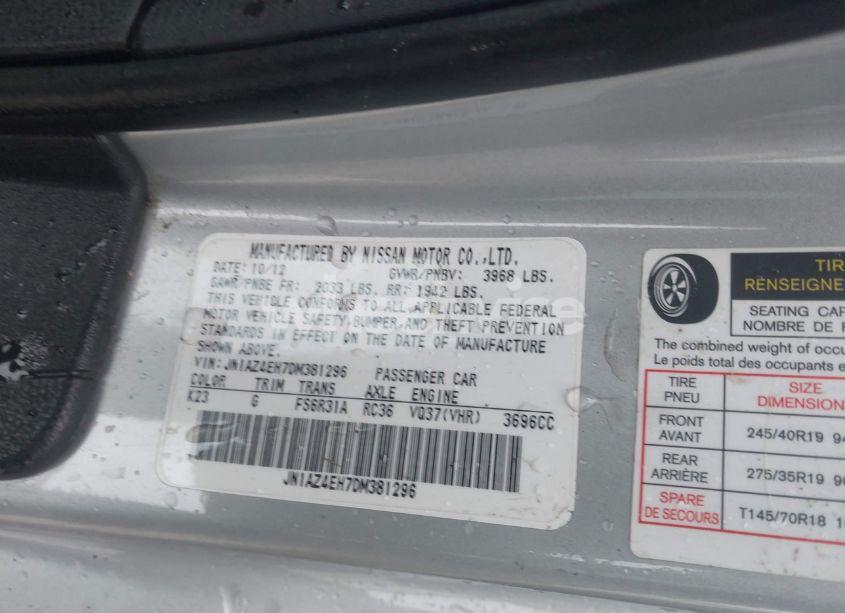 MANUFACTURED BY NISSAN MOTOR CO.,LTD.
DATE: 10/12 GVWR/PNBV: 3968 LBS.
GAWR/PNBE FR: 2033 LBS. RR: 1942 LBS.
THIS VEHICLE CONFORMS TO ALL APPLICABLE FEDERAL
MOTOR VEHICLE SAFETY, BUMPER, AND THEFT PREVENTION
STANDARDS IN EFFECT ON THE DATE OF MANUFACTURE
SHOWN ABOVE.
VIN: JN1AZ4EH7DM381296 PASSENGER CAR
COLOR TRIM TRANS AXLE ENGINE
K23 G FS6R31A RC36 VQ37(VHR) 3696CC
JN1AZ4EH7DM381296
TIR
RENSEIGNE
SEATING CAP
NOMBRE DE P
The combined weight of occu
Le poids total des occupants e
TIRE SIZE
PNEU DIMENSION
FRONT
AVANT 245/40R19 94
REAR
ARRIÈRE 275/35R19 96
SPARE
DE SECOURS T145/70R18 1